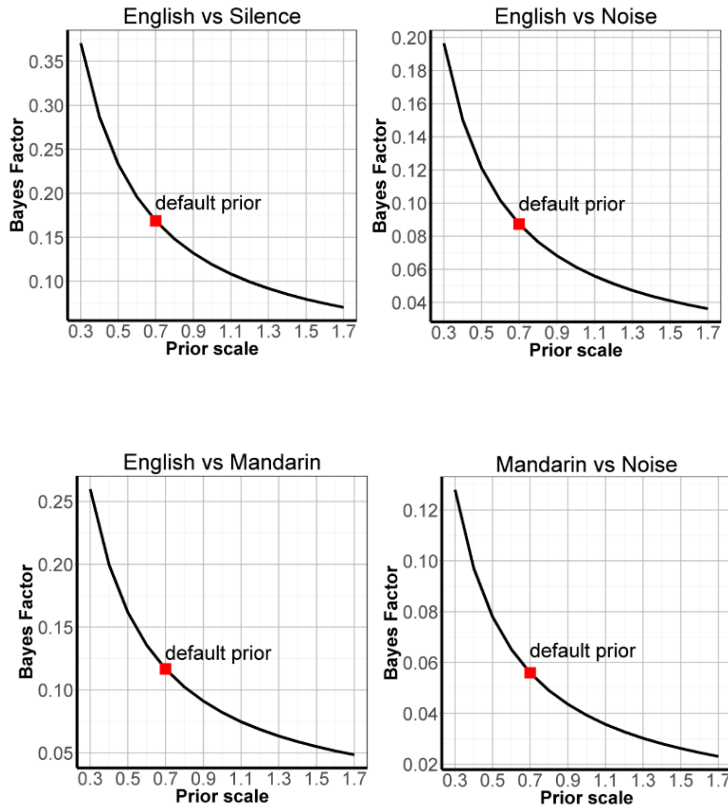 English vs Silence
Bayes Factor
0.35
0.30
0.25
0.20
0.15
0.10
default prior
0.3 0.5 0.7 0.9 1.1 1.3 1.5 1.7
Prior scale
English vs Noise
Bayes Factor
0.20
0.18
0.16
0.14
0.12
0.10
0.08
0.06
0.04
default prior
0.3 0.5 0.7 0.9 1.1 1.3 1.5 1.7
Prior scale
English vs Mandarin
Bayes Factor
0.25
0.20
0.15
0.10
0.05
default prior
0.3 0.5 0.7 0.9 1.1 1.3 1.5 1.7
Prior scale
Mandarin vs Noise
Bayes Factor
0.12
0.10
0.08
0.06
0.04
0.02
default prior
0.3 0.5 0.7 0.9 1.1 1.3 1.5 1.7
Prior scale